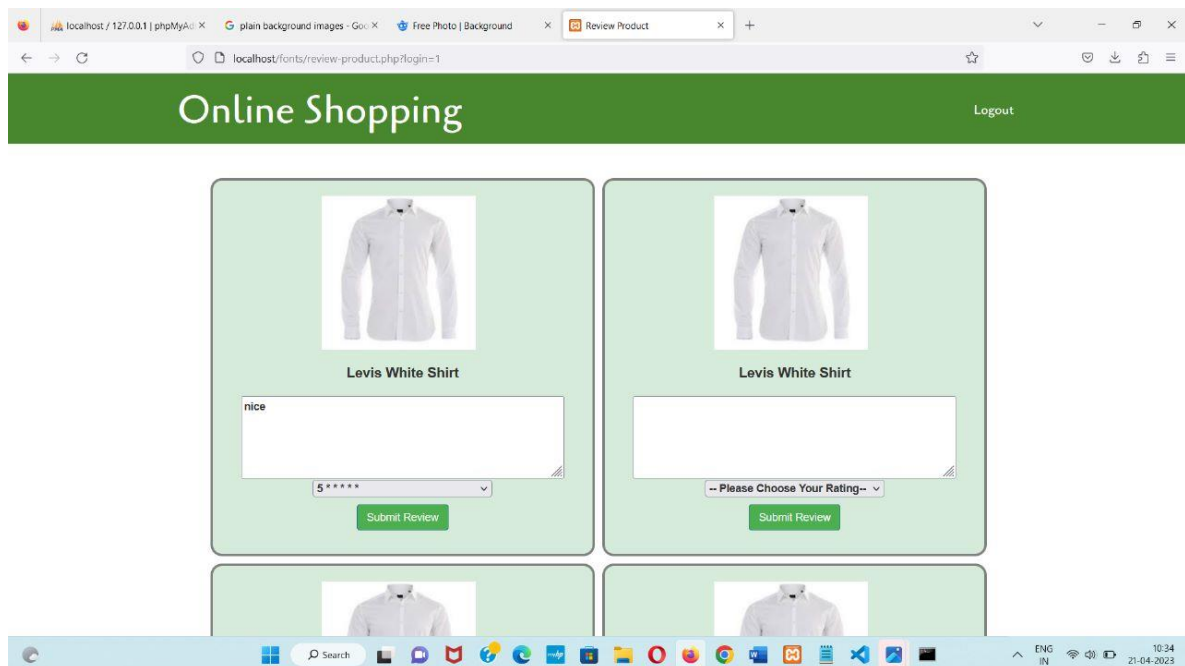 localhost / 127.0.0.1 | phpMyAd
plain background images - Goo
Free Photo | Background
Review Product
localhost/fonts/review-product.php?login=1
Online Shopping
Logout
Levis White Shirt
nice
5 * * * * *
Submit Review
Levis White Shirt
-- Please Choose Your Rating--
Submit Review
Search
ENG
IN
10:34
21-04-2023